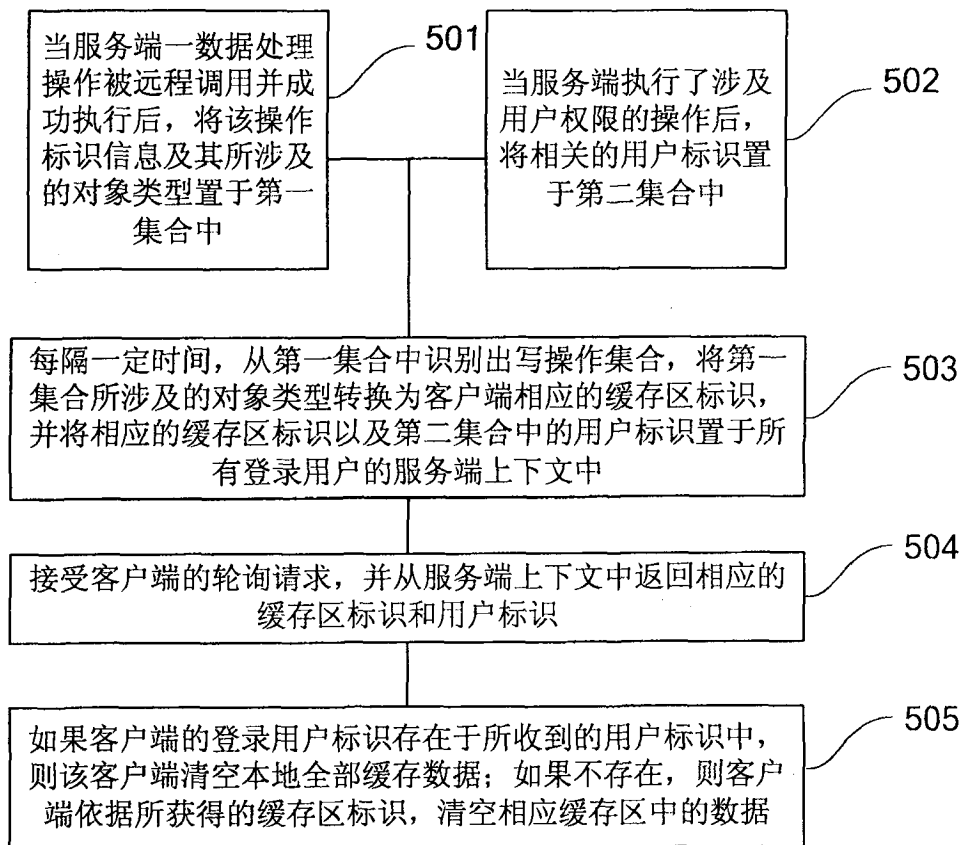 当服务端一数据处理
操作被远程调用并成
功执行后，将该操作
标识信息及其所涉及
的对象类型置于第一
集合中
501
当服务端执行了涉及
用户权限的操作后，
将相关的用户标识置
于第二集合中
502
每隔一定时间，从第一集合中识别出写操作集合，将第一
集合所涉及的对象类型转换为客户端相应的缓存区标识，
并将相应的缓存区标识以及第二集合中的用户标识置于所
有登录用户的服务端上下文中
503
接受客户端的轮询请求，并从服务端上下文中返回相应的
缓存区标识和用户标识
504
如果客户端的登录用户标识存在于所收到的用户标识中，
则该客户端清空本地全部缓存数据；如果不存在，则客户
端依据所获得的缓存区标识，清空相应缓存区中的数据
505